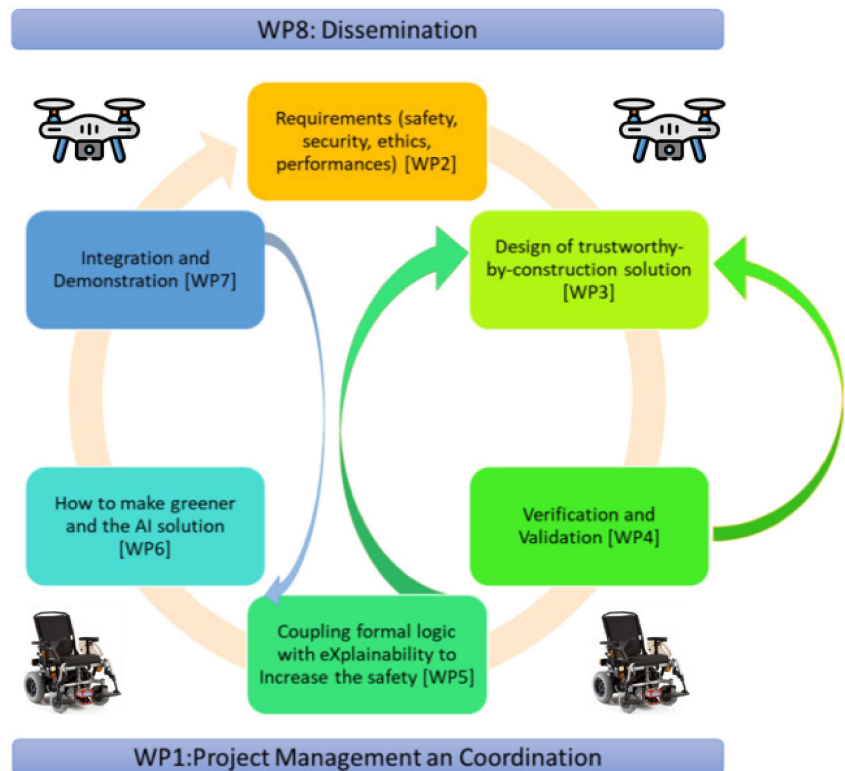 WP8: Dissemination
Requirements (safety,
security, ethics,
performances) [WP2]
Integration and
Demonstration [WP7]
Design of trustworthy-
by-construction solution
[WP3]
How to make greener
and the AI solution
[WP6]
Verification and
Validation [WP4]
Coupling formal logic
with eXplainability to
Increase the safety [WP5]
WP1:Project Management an Coordination